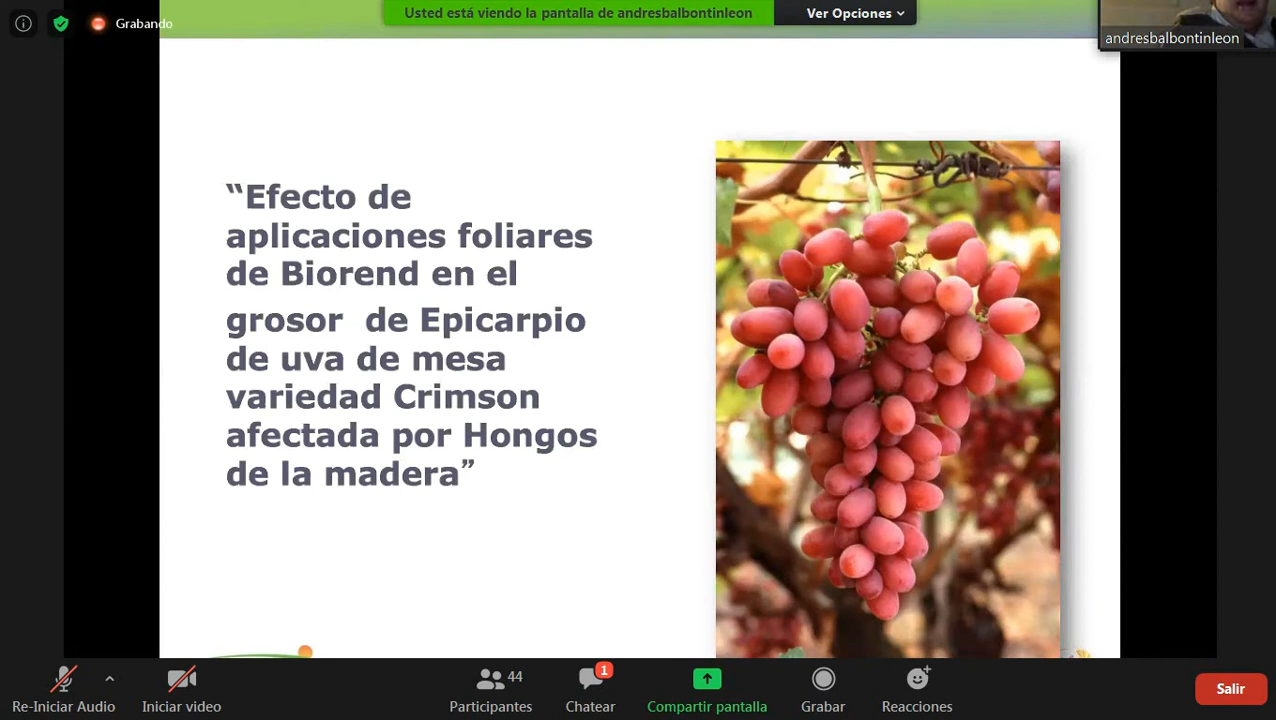 Grabando
Usted está viendo la pantalla de andresbalbontinleon
Ver Opciones
andresbalbontinleon
“Efecto de
aplicaciones foliares
de Biorend en el
grosor de Epicarpio
de uva de mesa
variedad Crimson
afectada por Hongos
de la madera”
Re-Iniciar Audio
Iniciar video
Participantes
44
Chatear
1
Compartir pantalla
Grabar
Reacciones
Salir